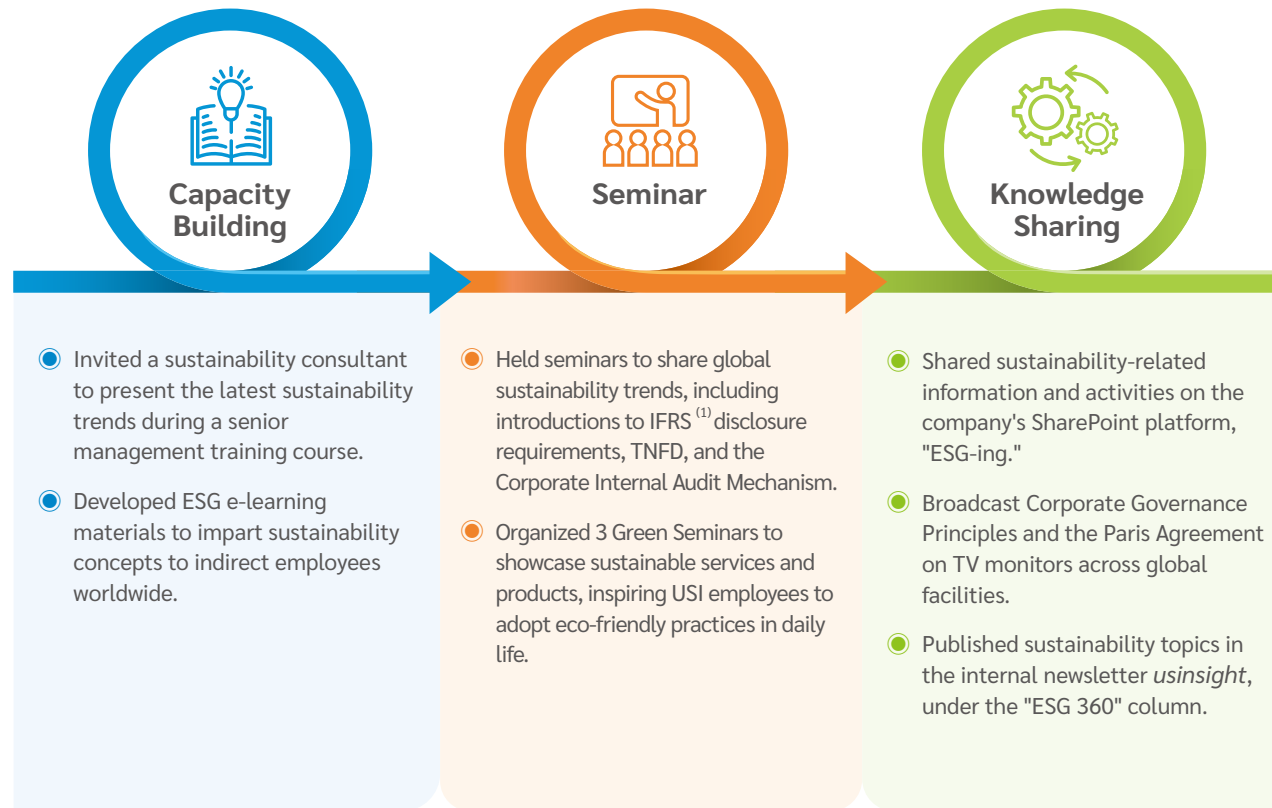 Capacity
Building
Invited a sustainability consultant
to present the latest sustainability
trends during a senior
management training course.
Developed ESG e-learning
materials to impart sustainability
concepts to indirect employees
worldwide.
Seminar
Held seminars to share global
sustainability trends, including
introductions to IFRS (1) disclosure
requirements, TNFD, and the
Corporate Internal Audit Mechanism.
Organized 3 Green Seminars to
showcase sustainable services and
products, inspiring USI employees to
adopt eco-friendly practices in daily
life.
Knowledge
Sharing
Shared sustainability-related
information and activities on the
company's SharePoint platform,
"ESG-ing."
Broadcast Corporate Governance
Principles and the Paris Agreement
on TV monitors across global
facilities.
Published sustainability topics in
the internal newsletter usinsight,
under the "ESG 360" column.